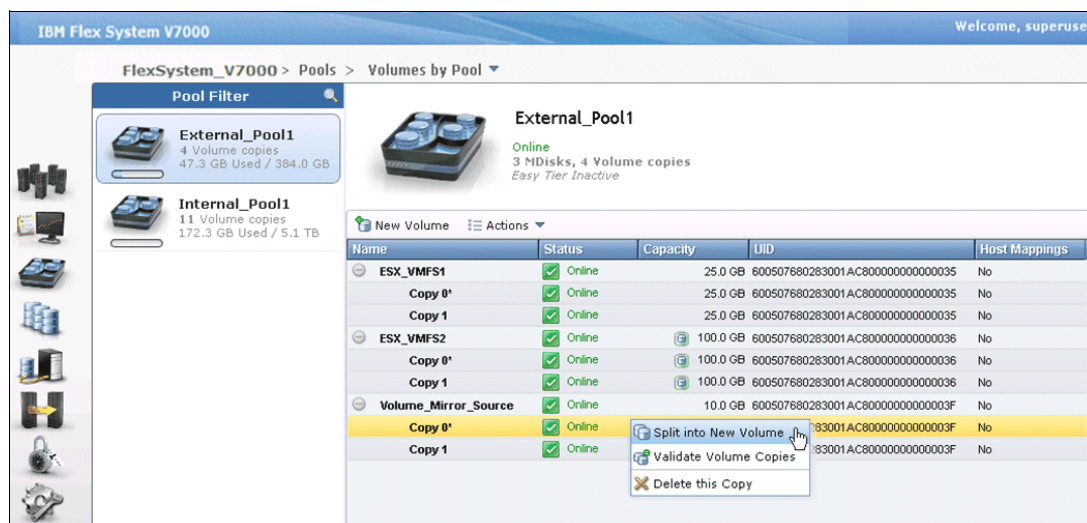 IBM Flex System V7000
Welcome, superuse
FlexSystem_V7000 > Pools > Volumes by Pool
Pool Filter
External_Pool1
4 Volume copies
47.3 GB Used / 384.0 GB
Internal_Pool1
11 Volume copies
172.3 GB Used / 5.1 TB
External_Pool1
Online
3 MDisks, 4 Volume copies
Easy Tier Inactive
New Volume Actions
Name Status Capacity UID Host Mappings
ESX_VMFS1 Online 25.0 GB 600507680283001AC800000000000035 No
Copy 0* Online 25.0 GB 600507680283001AC800000000000035 No
Copy 1 Online 25.0 GB 600507680283001AC800000000000035 No
ESX_VMFS2 Online 100.0 GB 600507680283001AC800000000000036 No
Copy 0* Online 100.0 GB 600507680283001AC800000000000036 No
Copy 1 Online 100.0 GB 600507680283001AC800000000000036 No
Volume_Mirror_Source Online 10.0 GB 600507680283001AC80000000000003F No
Copy 0* Online 283001AC80000000000003F No
Copy 1 Online 283001AC80000000000003F No
Split into New Volume
Validate Volume Copies
Delete this Copy